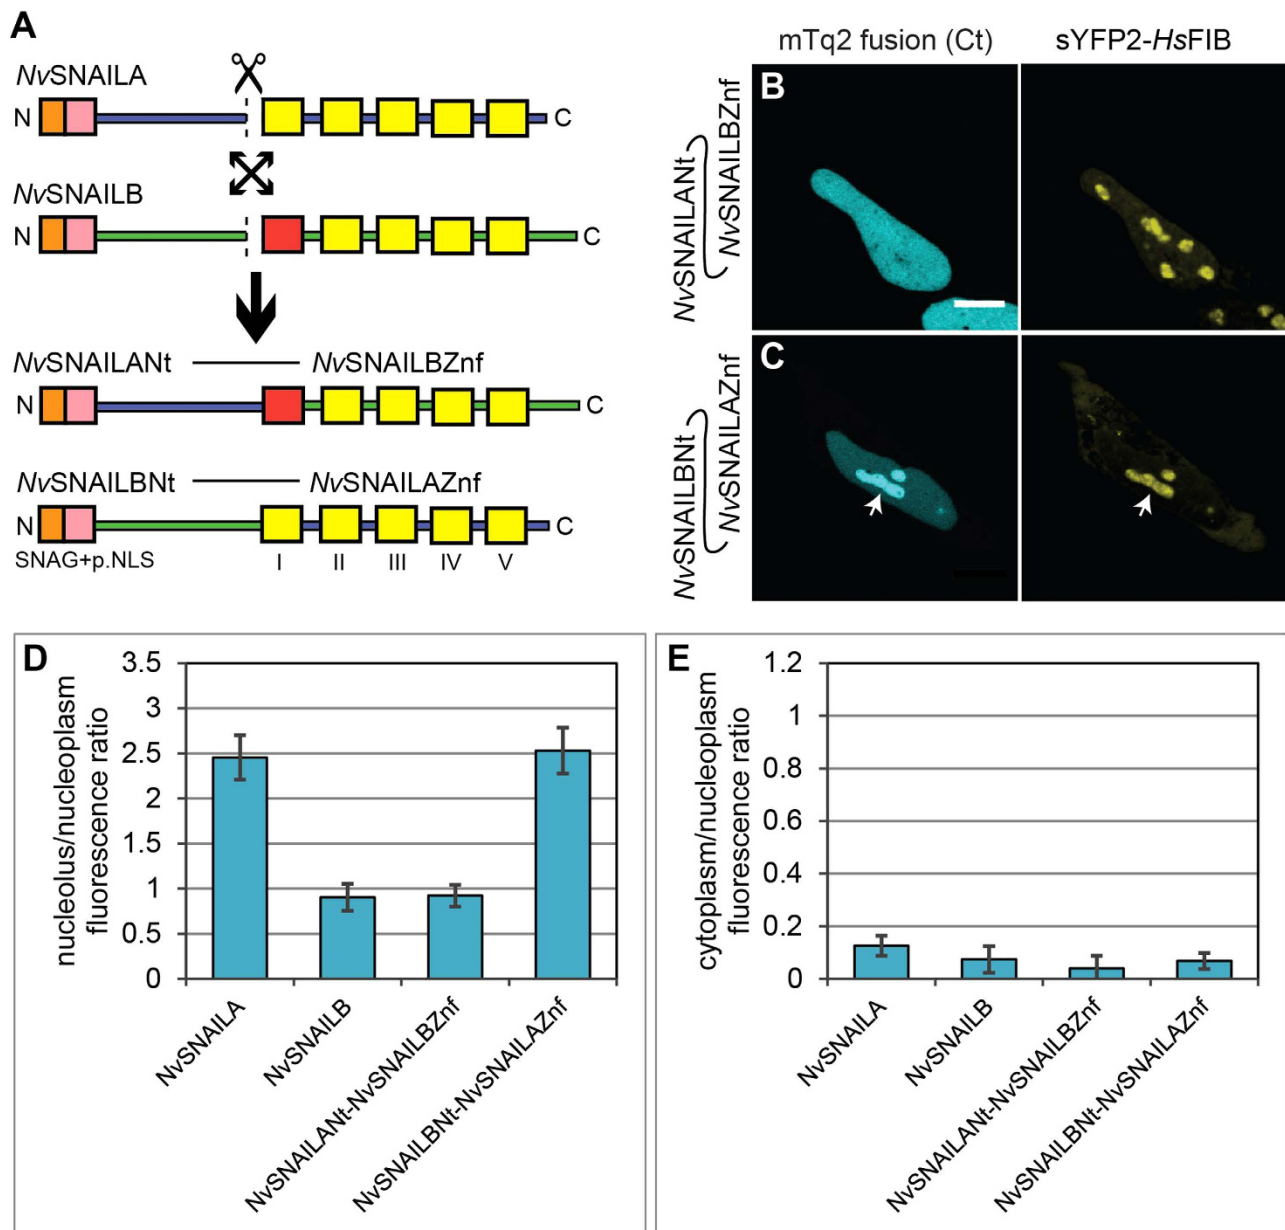 A
NvSNAILA
N
C
NvSNAILB
N
C
NvSNAILANt
NvSNAILBZnf
N
C
NvSNAILBNt
NvSNAILAZnf
N
C
SNAG+p.NLS
I
II
III
IV
V
mTq2 fusion (Ct)
sYFP2-HsFIB
B
NvSNAILANt
NvSNAILBZnf
C
NvSNAILBNt
NvSNAILAZnf
D
nucleolus/nucleoplasm
fluorescence ratio
3.5
3
2.5
2
1.5
1
0.5
0
NvSNAILA
NvSNAILB
NvSNAILANt-NvSNAILBZnf
NvSNAILBNt-NvSNAILAZnf
E
cytoplasm/nucleoplasm
fluorescence ratio
1.2
1
0.8
0.6
0.4
0.2
0
NvSNAILA
NvSNAILB
NvSNAILANt-NvSNAILBZnf
NvSNAILBNt-NvSNAILAZnf